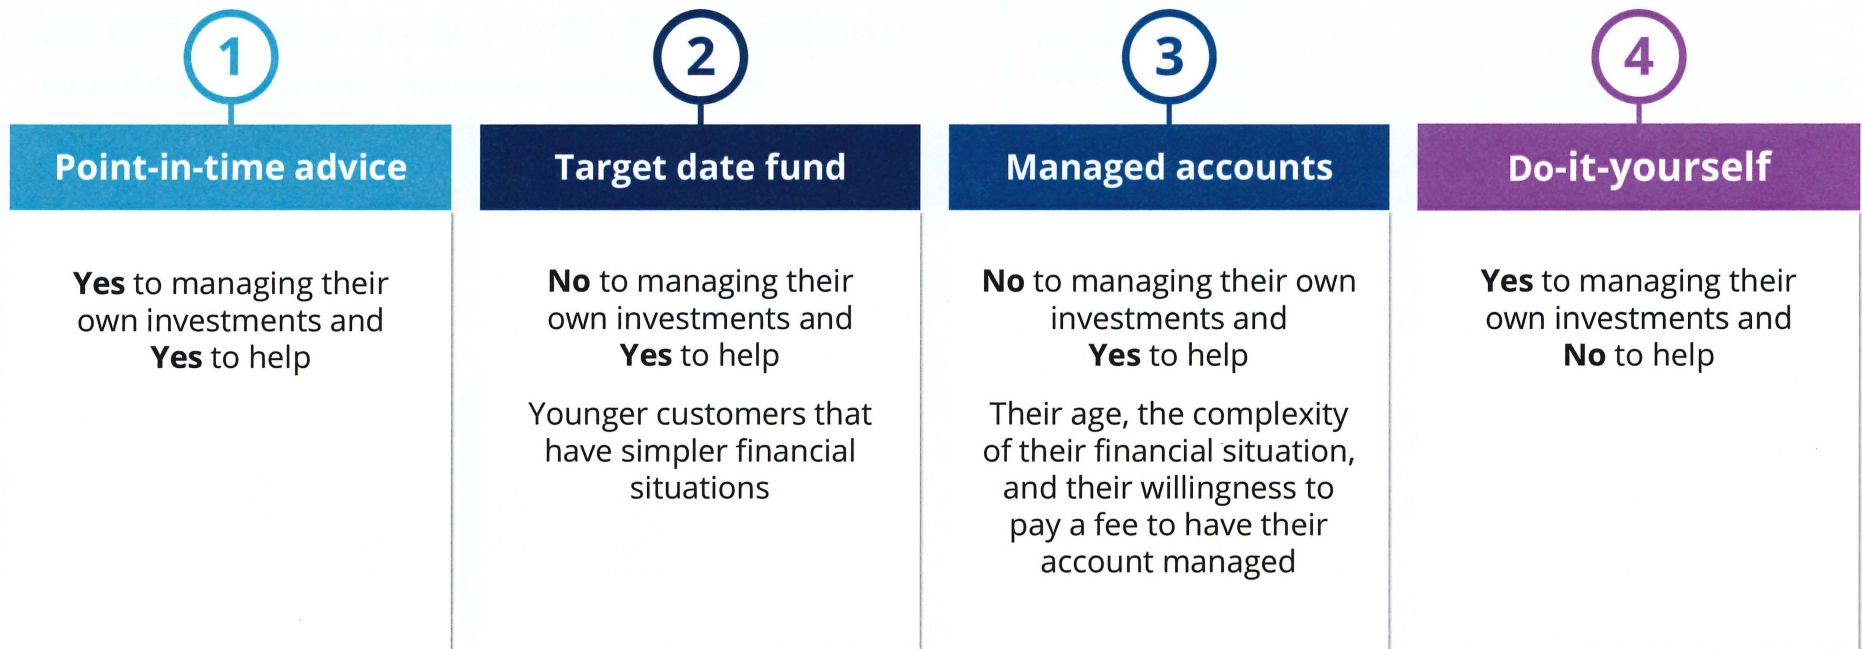 1
Point-in-time advice
Yes to managing their
own investments and
Yes to help
2
Target date fund
No to managing their
own investments and
Yes to help
Younger customers that
have simpler financial
situations
3
Managed accounts
No to managing their own
investments and
Yes to help
Their age, the complexity
of their financial situation,
and their willingness to
pay a fee to have their
account managed
4
Do-it-yourself
Yes to managing their
own investments and
No to help